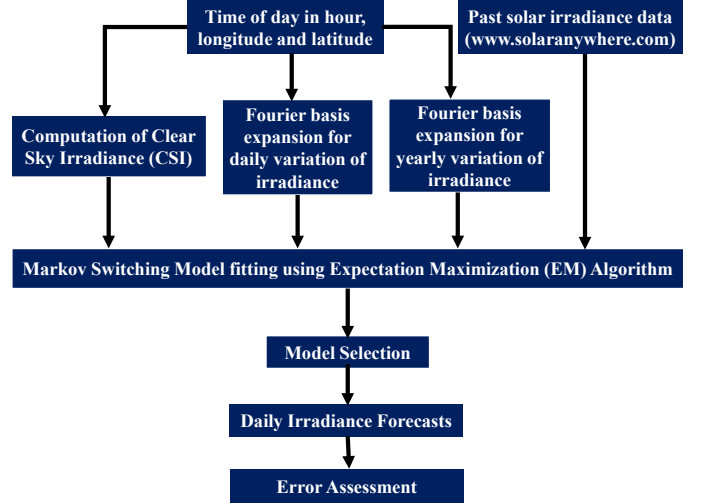 Time of day in hour,
longitude and latitude
Past solar irradiance data
(www.solaranywhere.com)
Computation of Clear
Sky Irradiance (CSI)
Fourier basis
expansion for
daily variation of
irradiance
Fourier basis
expansion for
yearly variation of
irradiance
Markov Switching Model fitting using Expectation Maximization (EM) Algorithm
Model Selection
Daily Irradiance Forecasts
Error Assessment